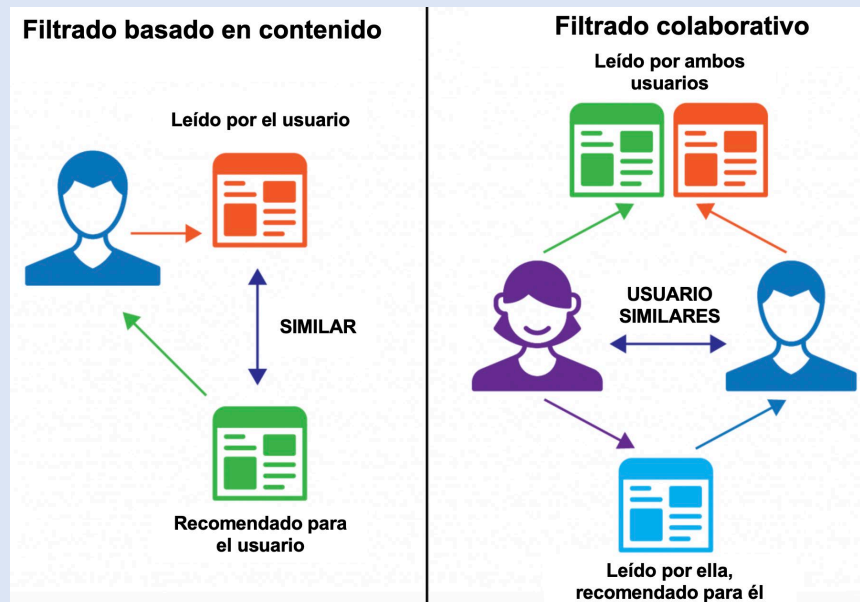 Filtrado basado en contenido
Leído por el usuario
SIMILAR
Recomendado para
el usuario
Filtrado colaborativo
Leído por ambos
usuarios
USUARIO
SIMILARES
Leído por ella,
recomendado para él